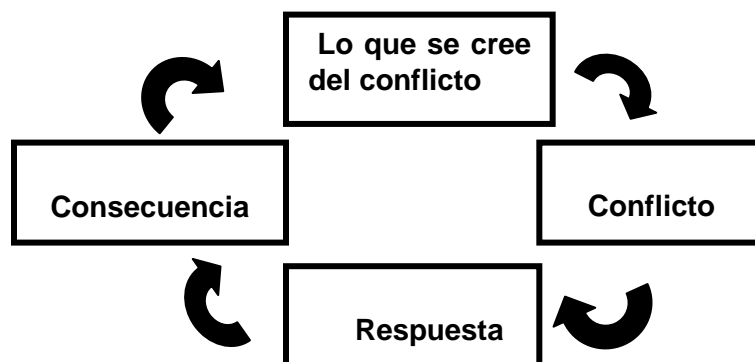 Lo que se cree
del conflicto
Consecuencia
Conflicto
Respuesta